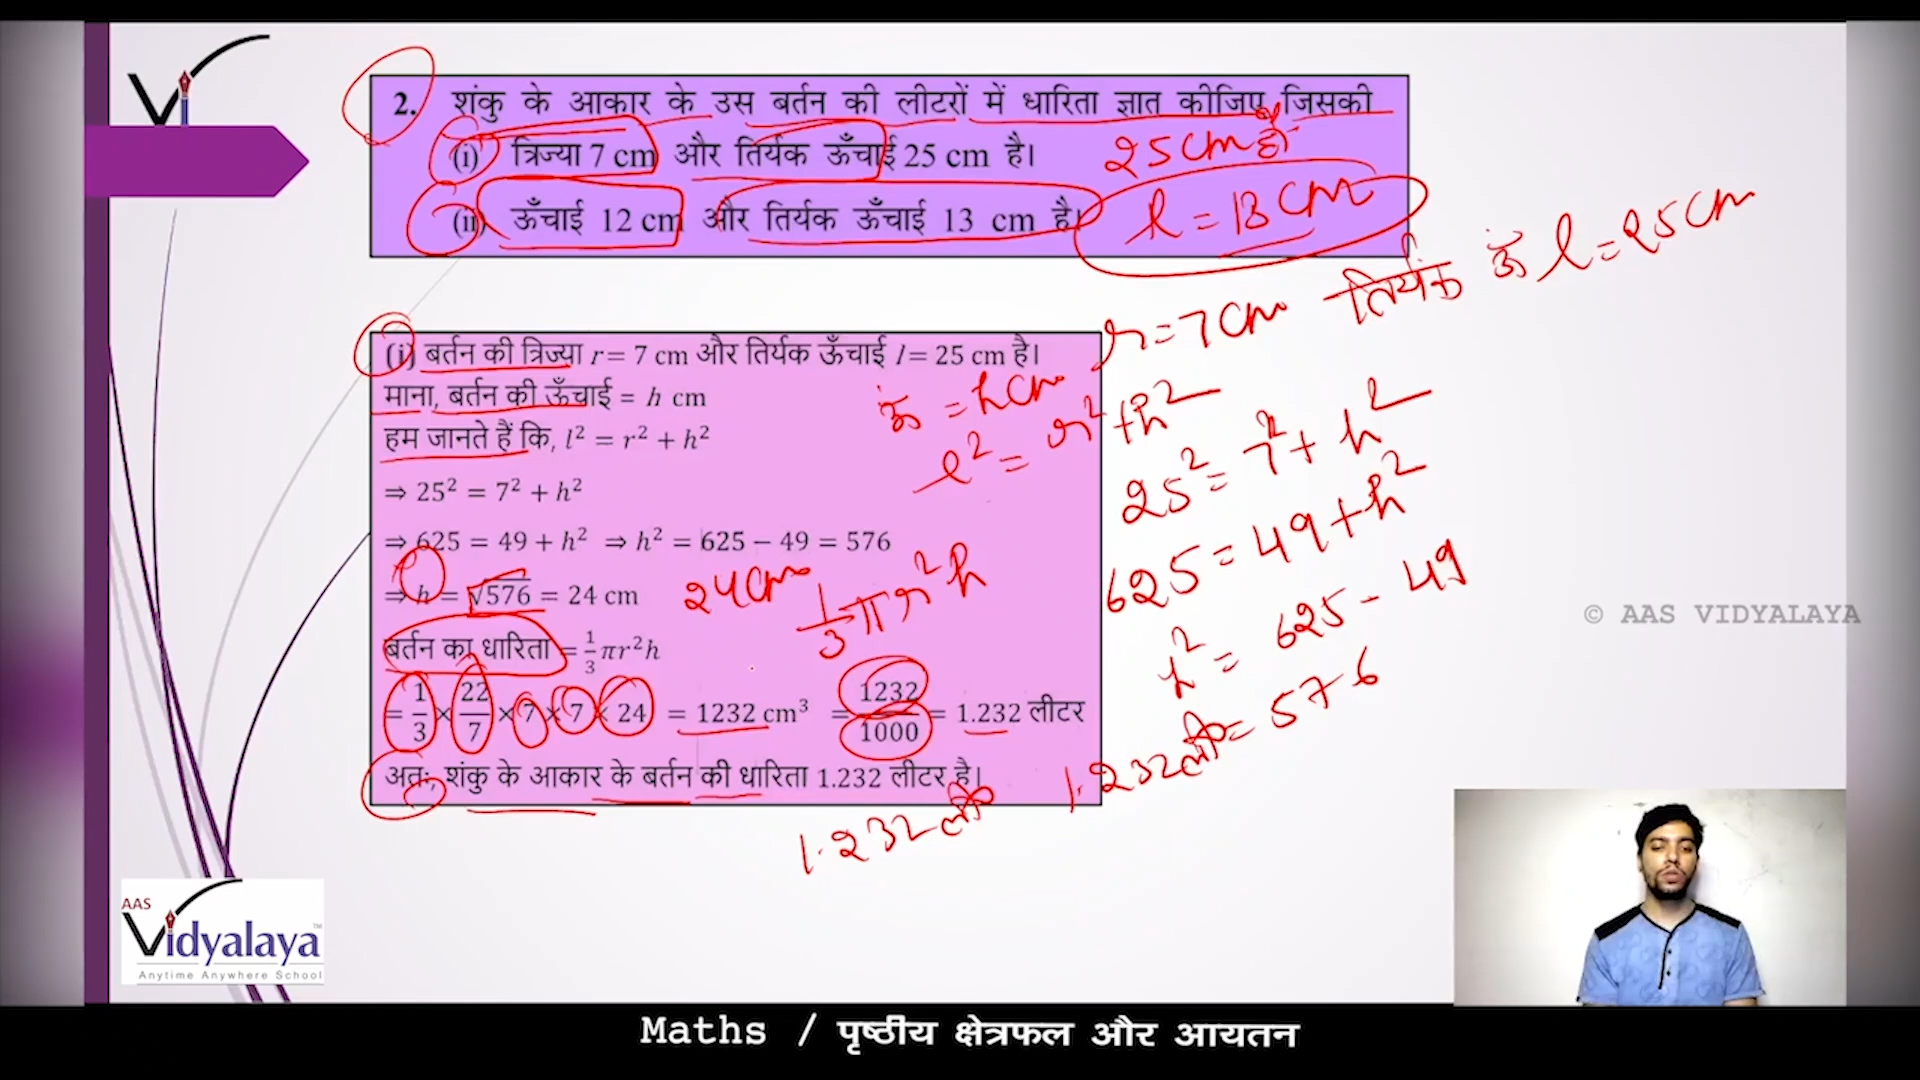 2. शंकु के आकार के उस बर्तन की लीटरों में धारिता ज्ञात कीजिए जिसकी
(i) त्रिज्या 7 cm और तिर्यक ऊँचाई 25 cm है।
25 cm है
(ii) ऊँचाई 12 cm और तिर्यक ऊँचाई 13 cm है।
l = 13 cm
r = 7 cm तिर्यक ऊँ l = 25 cm
(i) बर्तन की त्रिज्या r = 7 cm और तिर्यक ऊँचाई l = 25 cm है।
माना, बर्तन की ऊँचाई = h cm
ऊँ = h cm
हम जानते हैं कि, l² = r² + h²
l² = r² + h²
⇒ 25² = 7² + h²
25² = 7² + h²
⇒ 625 = 49 + h² ⇒ h² = 625 − 49 = 576
625 = 49 + h²
⇒ h = √576 = 24 cm
24 cm
1/3 πr²h
h² = 625 - 49
बर्तन का धारिता = 1/3 πr²h
= 576
= 1/3 × 22/7 × 7 × 7 × 24 = 1232 cm³ = 1232/1000 = 1.232 लीटर
1.232 ली
अतः, शंकु के आकार के बर्तन की धारिता 1.232 लीटर है।
1.232 ली
© AAS VIDYALAYA
AAS
Vidyalaya™
Anytime Anywhere School
Maths / पृष्ठीय क्षेत्रफल और आयतन